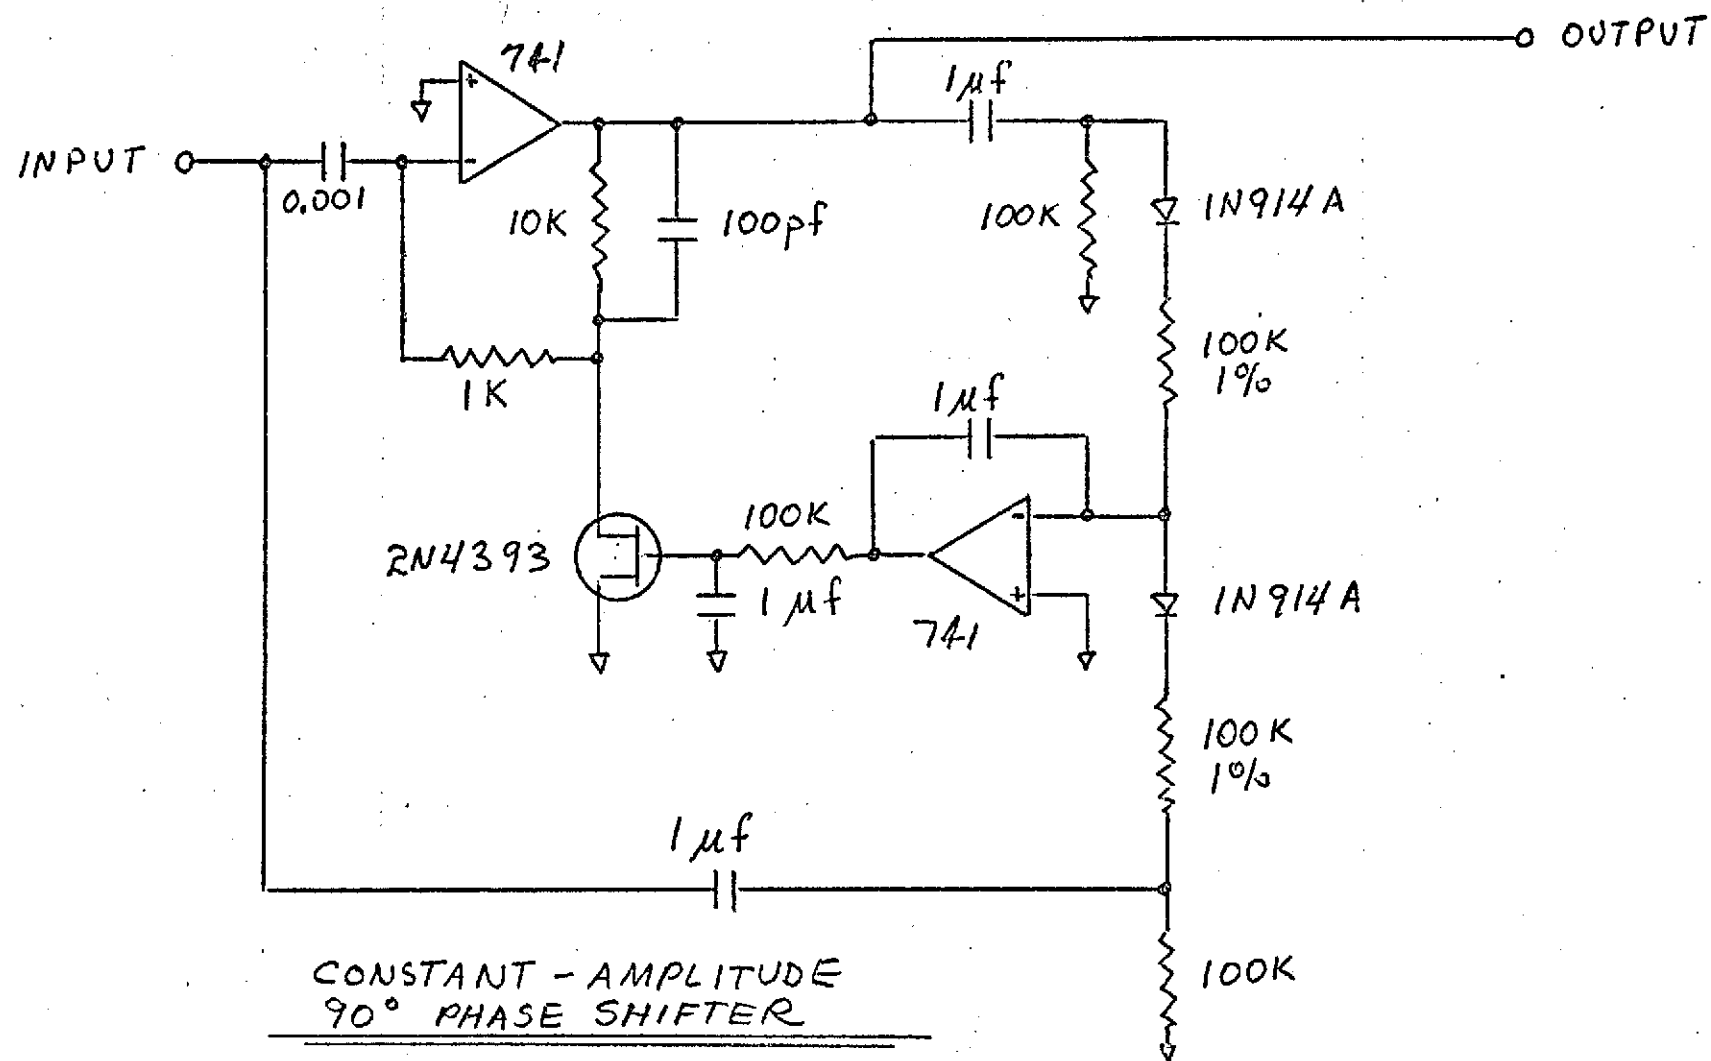 OUTPUT
741
1µf
+
INPUT
-
0.001
10K
100pf
100K
1N914A
1K
100K
1%
1µf
100K
-
2N4393
1µf
+
741
1N914A
100K
1%
1µf
100K
CONSTANT - AMPLITUDE
90° PHASE SHIFTER